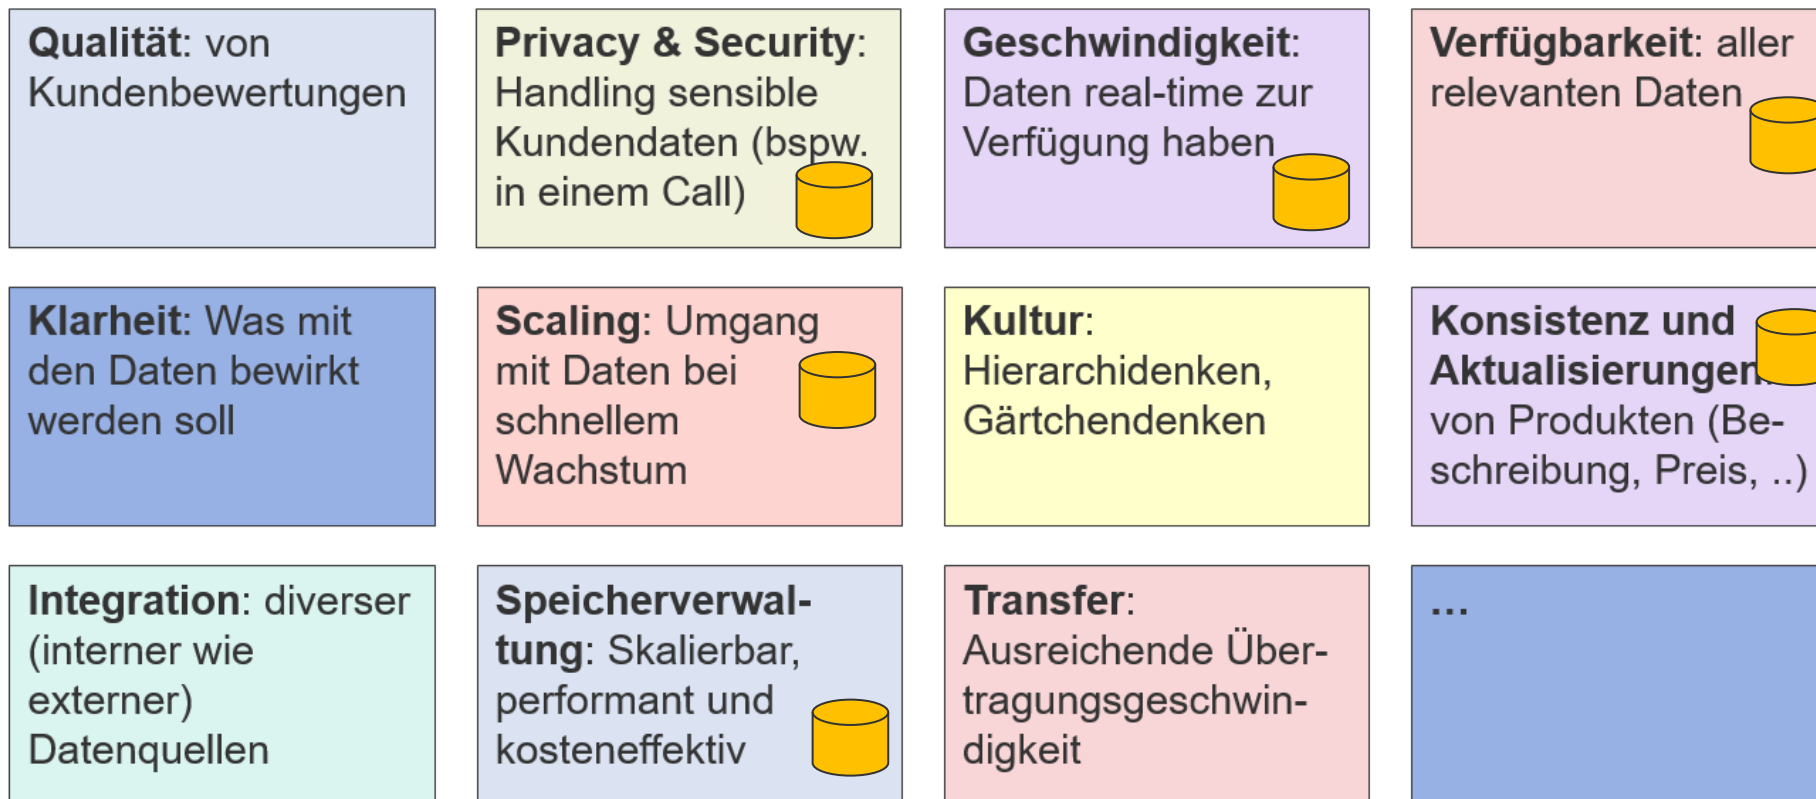 Qualität: von
Kundenbewertungen
Privacy & Security:
Handling sensible
Kundendaten (bspw.
in einem Call)
Geschwindigkeit:
Daten real-time zur
Verfügung haben
Verfügbarkeit: aller
relevanten Daten
Klarheit: Was mit
den Daten bewirkt
werden soll
Scaling: Umgang
mit Daten bei
schnellem
Wachstum
Kultur:
Hierarchidenken,
Gärtchendenken
Konsistenz und
Aktualisierungen:
von Produkten (Be-
schreibung, Preis, ..)
Integration: diverser
(interner wie
externer)
Datenquellen
Speicherverwal-
tung: Skalierbar,
performant und
kosteneffektiv
Transfer:
Ausreichende Über-
tragungsgeschwin-
digkeit
...